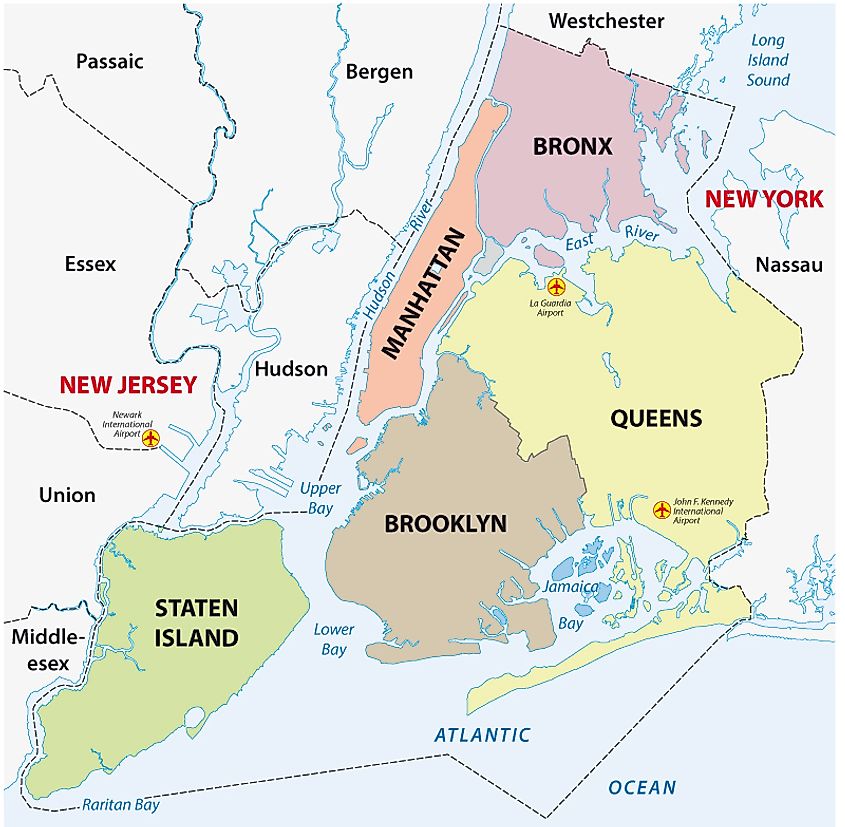 Westchester
Passaic
Bergen
Long
Island
Sound
BRONX
NEW YORK
River
East River
Essex
Nassau
MANHATTAN
Hudson
La Guardia
Airport
Hudson
NEW JERSEY
Newark
International
Airport
QUEENS
Union
Upper
Bay
BROOKLYN
John F. Kennedy
International
Airport
Jamaica
Bay
STATEN
ISLAND
Lower
Bay
Middle-
esex
ATLANTIC
OCEAN
Raritan Bay